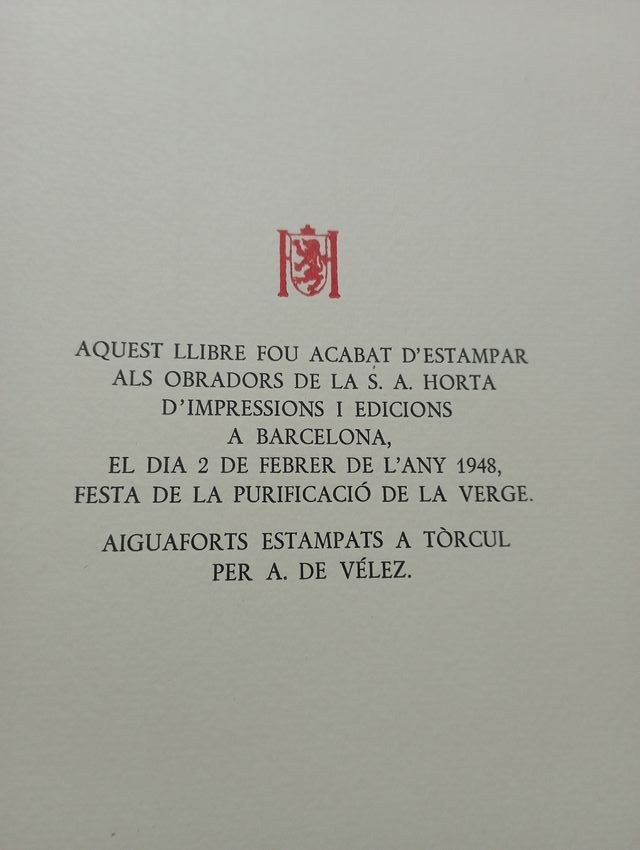 AQUEST LLIBRE FOU ACABAT D'ESTAMPAR
ALS OBRADORS DE LA S. A. HORTA
D'IMPRESSIONS I EDICIONS
A BARCELONA,
EL DIA 2 DE FEBRER DE L'ANY 1948,
FESTA DE LA PURIFICACIÓ DE LA VERGE.
AIGUAFORTS ESTAMPATS A TÒRCUL
PER A. DE VÉLEZ.